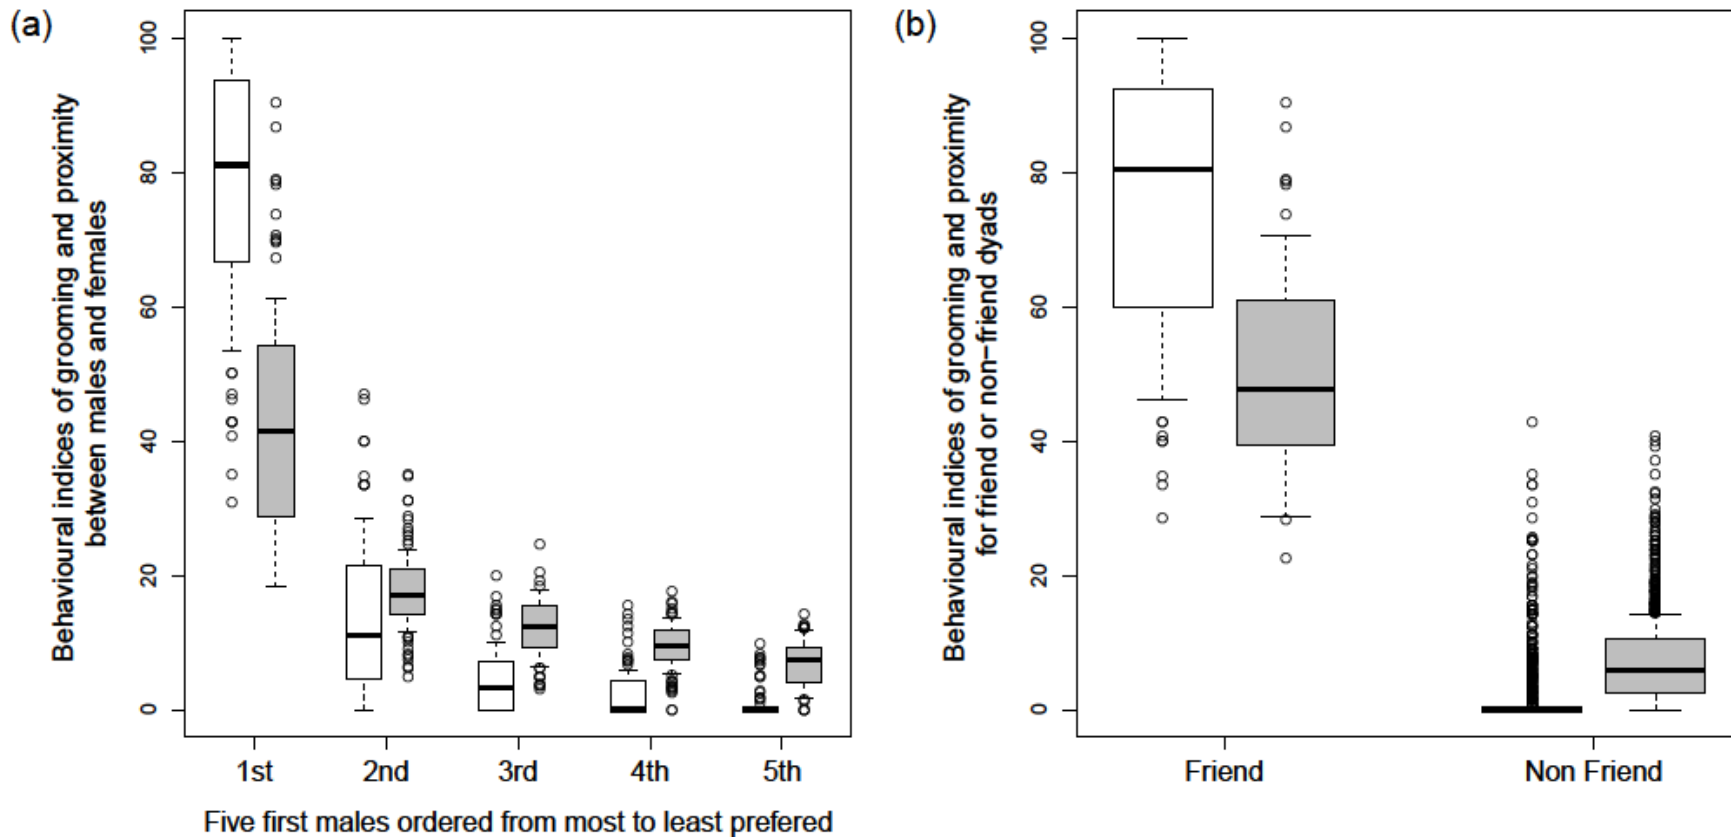 (a)
Behavioural indices of grooming and proximity
between males and females
100
80
60
40
20
0
1st 2nd 3rd 4th 5th
Five first males ordered from most to least prefered
(b)
Behavioural indices of grooming and proximity
for friend or non−friend dyads
100
80
60
40
20
0
Friend Non Friend